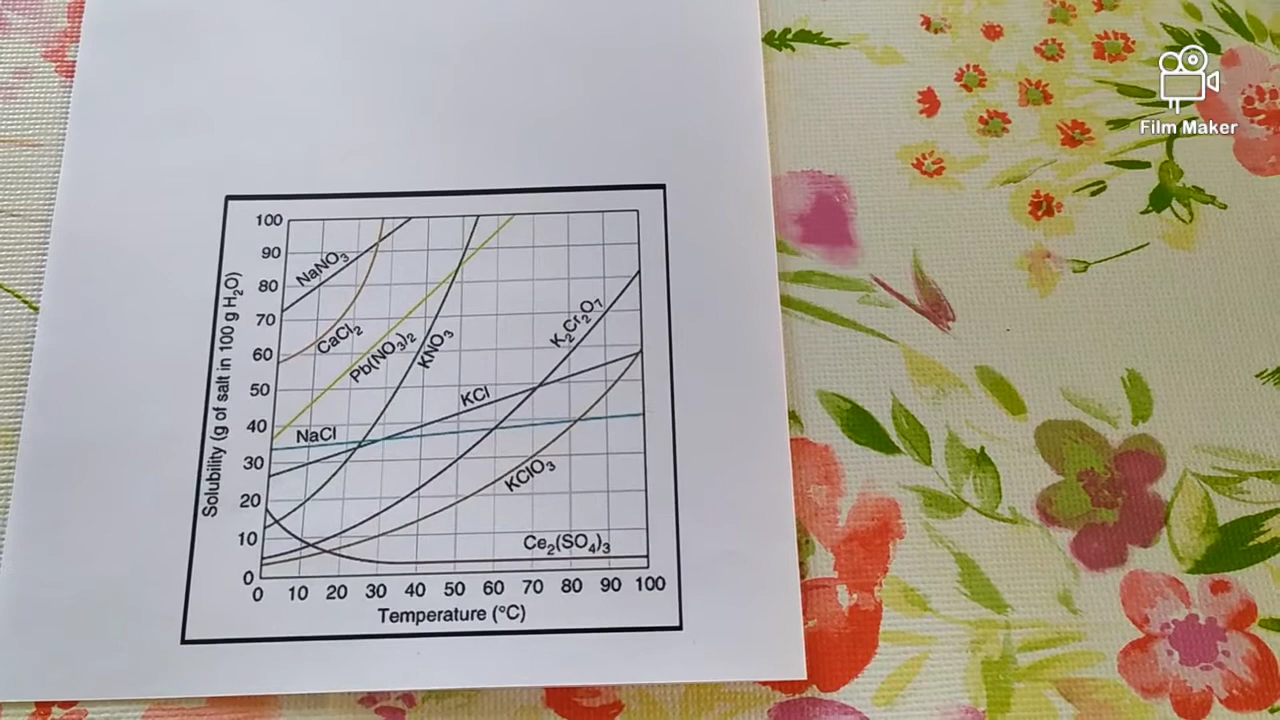 Film Maker
Solubility (g of salt in 100 g H₂O)
100
90
80
70
60
50
40
30
20
10
0
NaNO₃
CaCl₂
Pb(NO₃)₂
KNO₃
K₂Cr₂O₇
KCl
NaCl
KClO₃
Ce₂(SO₄)₃
0 10 20 30 40 50 60 70 80 90 100
Temperature (°C)